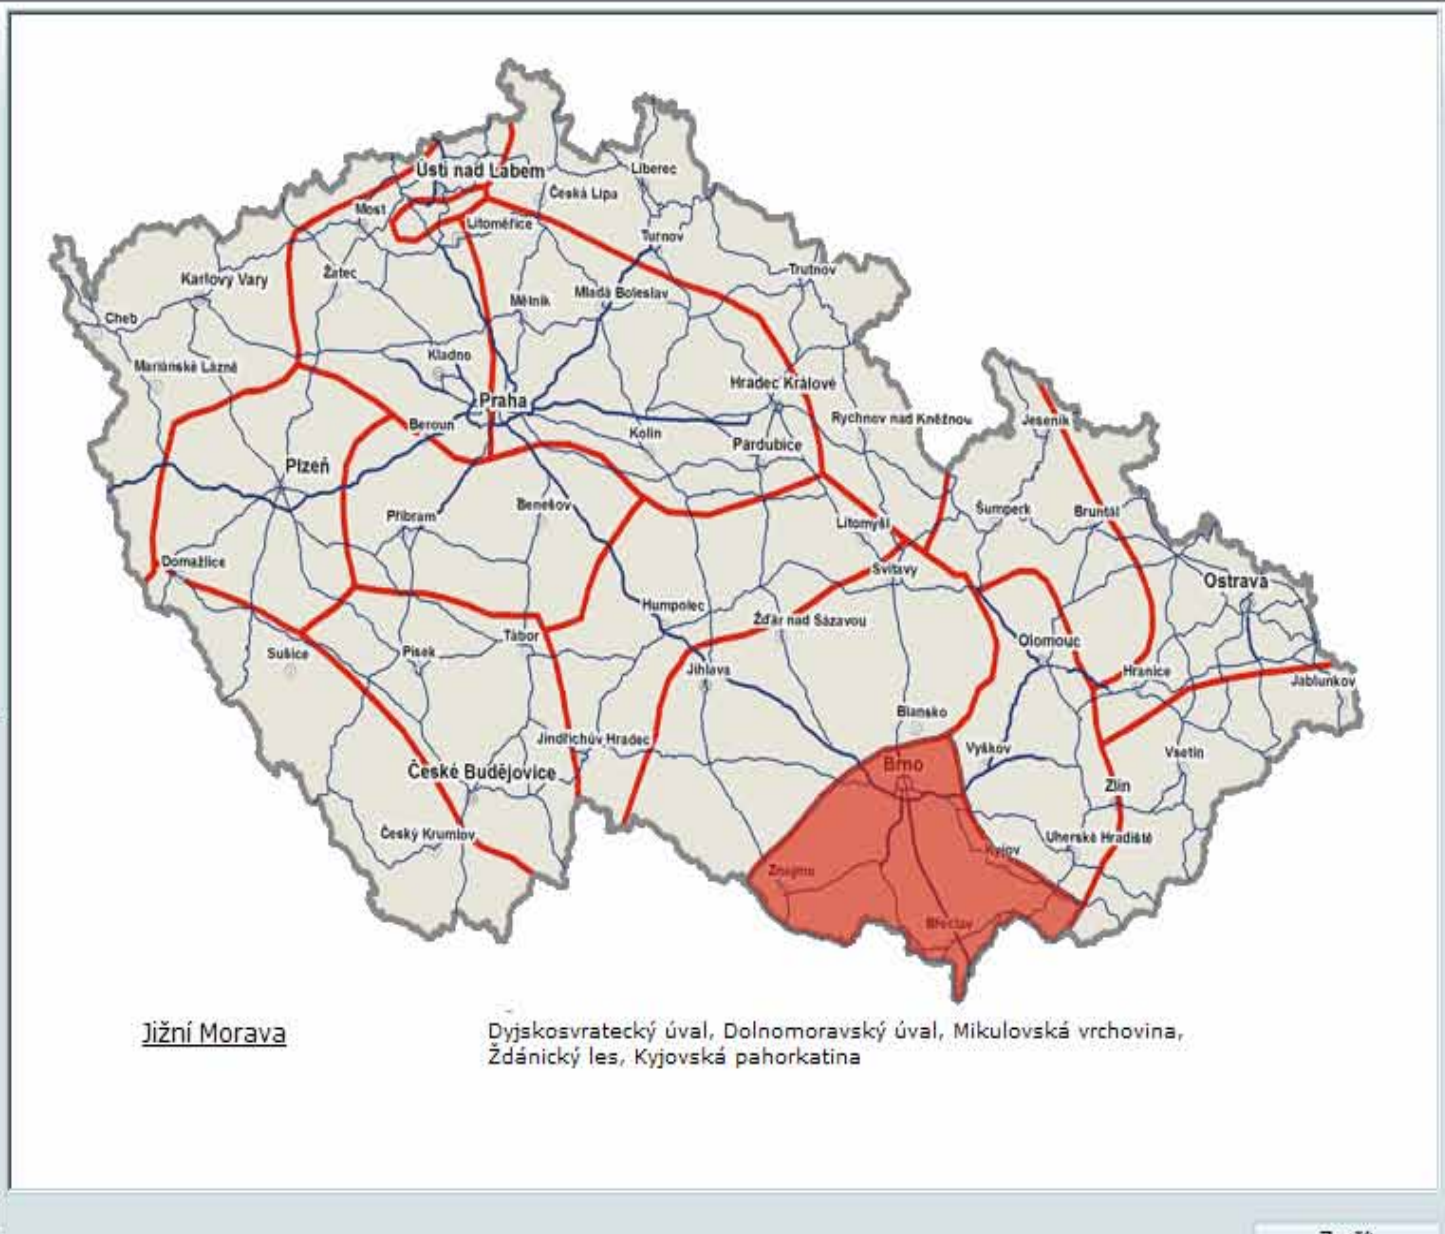 Ústí nad Labem
Liberec
Česká Lípa
Most
Litoměřice
Turnov
Karlovy Vary
Žatec
Trutnov
Mělník
Mladá Boleslav
Cheb
Kladno
Mariánské Lázně
Hradec Králové
Praha
Beroun
Rychnov nad Kněžnou
Jeseník
Kolín
Pardubice
Plzeň
Benešov
Příbram
Litomyšl
Šumperk
Bruntál
Domažlice
Svitavy
Ostrava
Humpolec
Žďár nad Sázavou
Tábor
Olomouc
Sušice
Písek
Jihlava
Hranice
Jablunkov
Blansko
Jindřichův Hradec
Vyškov
Vsetín
Brno
České Budějovice
Zlín
Český Krumlov
Uherské Hradiště
Kyjov
Znojmo
Břeclav
Jižní Morava
Dyjskosvratecký úval, Dolnomoravský úval, Mikulovská vrchovina,
Ždánický les, Kyjovská pahorkatina